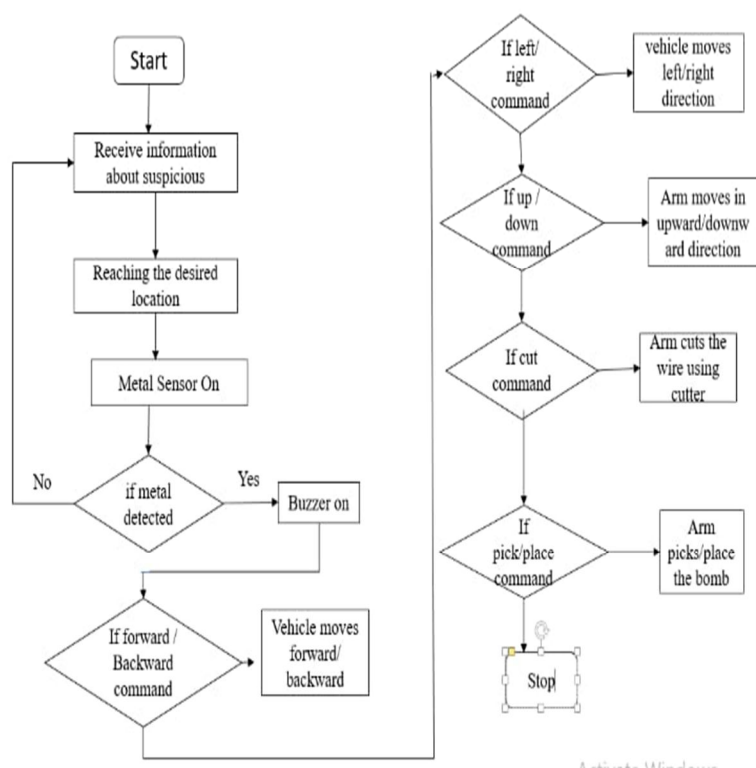 Start
Receive information
about suspicious
Reaching the desired
location
Metal Sensor On
No
if metal
detected
Yes
Buzzer on
If forward /
Backward
command
Vehicle moves
forward/
backward
If left/
right
command
vehicle moves
left/right
direction
If up /
down
command
Arm moves in
upward/downw
ard direction
If cut
command
Arm cuts the
wire using
cutter
If
pick/place
command
Arm
picks/place
the bomb
Stop
Activate Windows